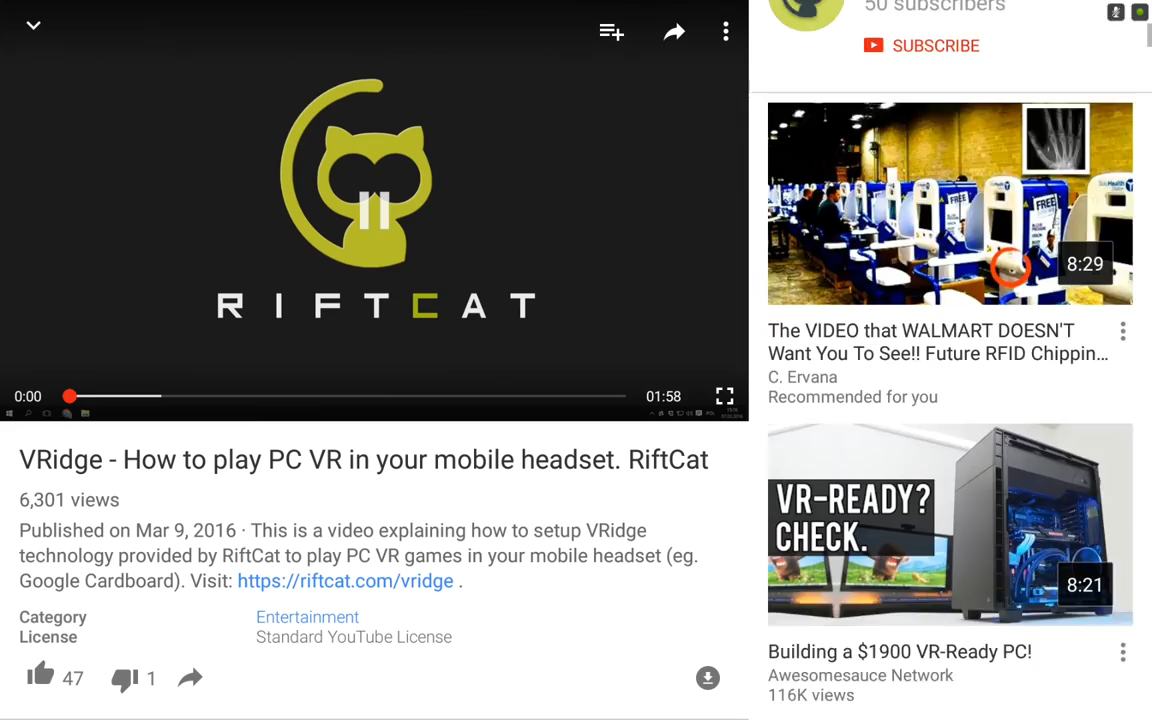 RIFTCAT
0:00
01:58
VRidge - How to play PC VR in your mobile headset. RiftCat
6,301 views
Published on Mar 9, 2016 · This is a video explaining how to setup VRidge
technology provided by RiftCat to play PC VR games in your mobile headset (eg.
Google Cardboard). Visit: https://riftcat.com/vridge .
Category Entertainment
License Standard YouTube License
47 1
50 subscribers
SUBSCRIBE
FREE
FREE
8:29
The VIDEO that WALMART DOESN'T
Want You To See!! Future RFID Chippin...
C. Ervana
Recommended for you
VR-READY?
CHECK.
8:21
Building a $1900 VR-Ready PC!
Awesomesauce Network
116K views